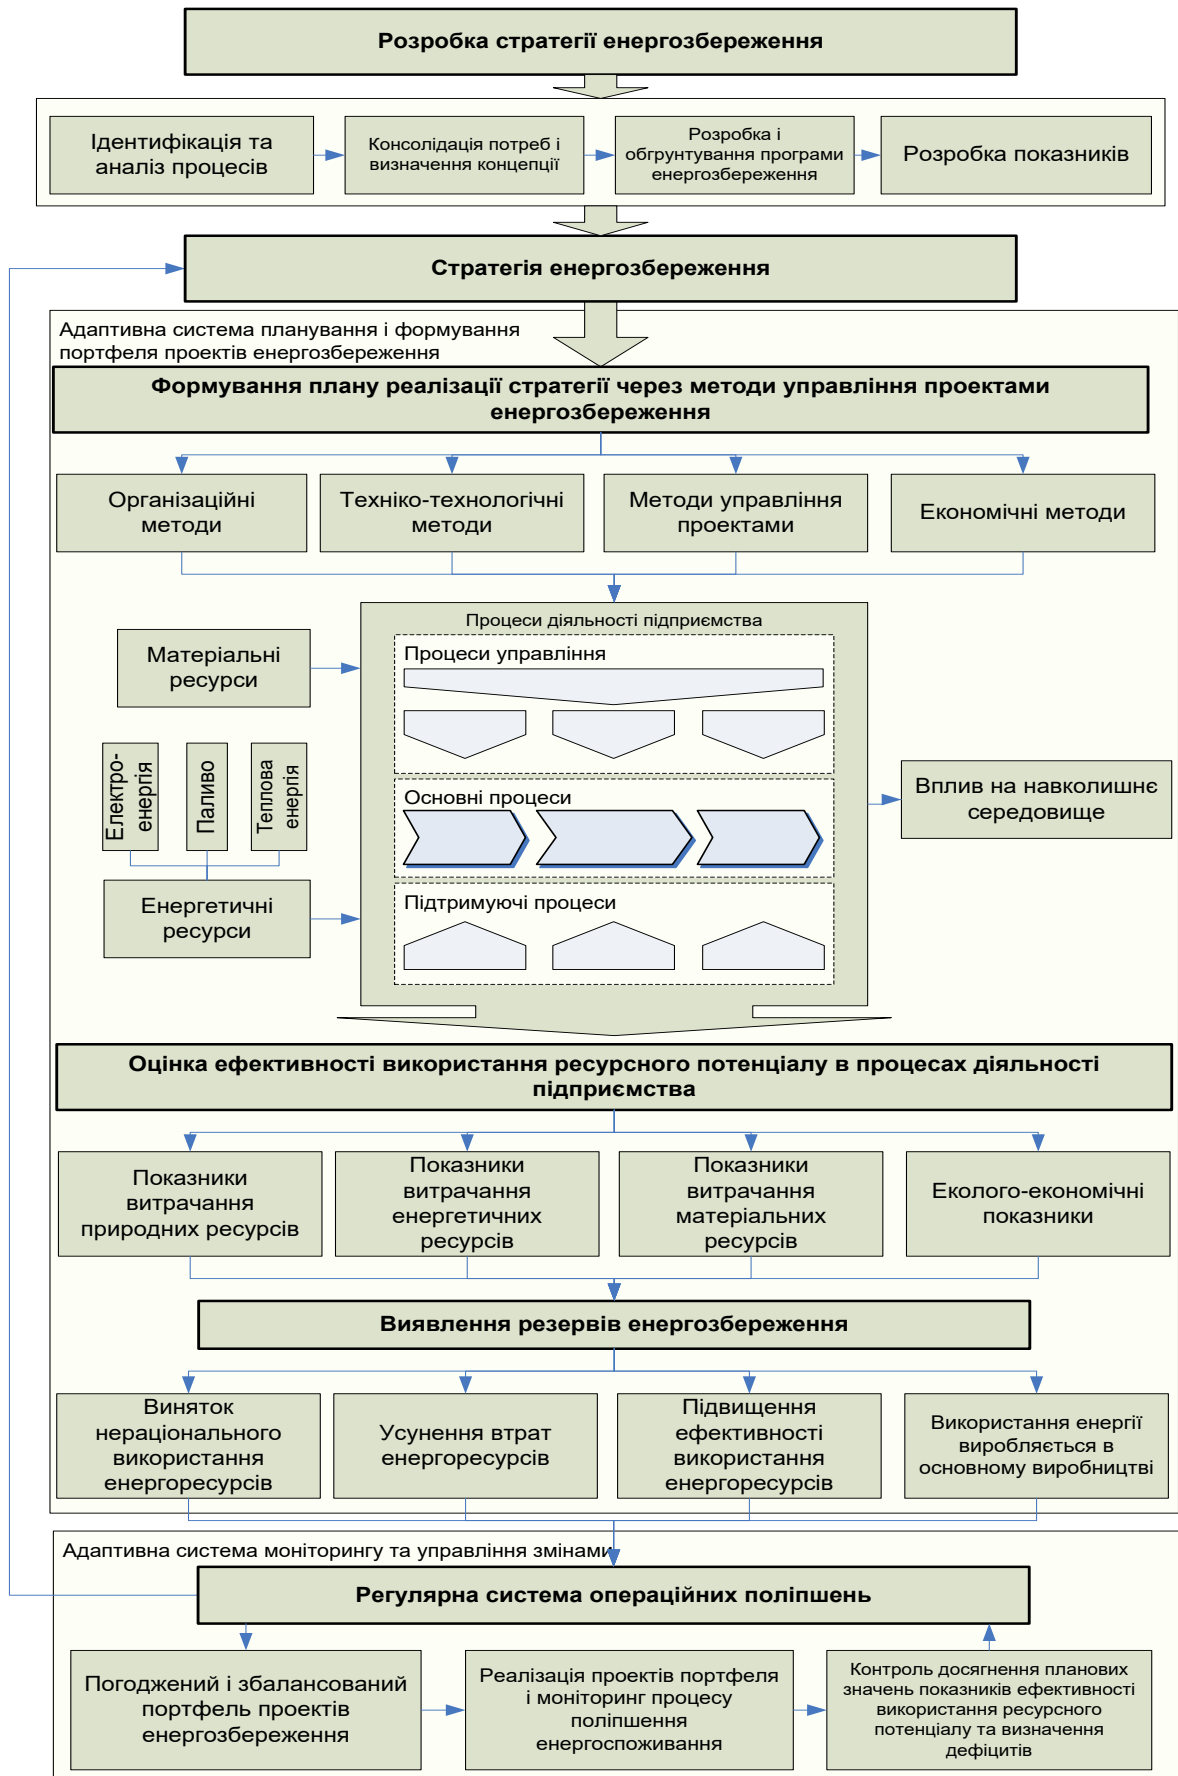 Розробка стратегії енергозбереження
Ідентифікація та
аналіз процесів
Консолідація потреб і
визначення концепції
Розробка і
обгрунтування програми
енергозбереження
Розробка показників
Стратегія енергозбереження
Адаптивна система планування і формування
портфеля проектів енергозбереження
Формування плану реалізації стратегії через методи управління проектами
енергозбереження
Організаційні
методи
Техніко-технологічні
методи
Методи управління
проектами
Економічні методи
Процеси діяльності підприємства
Матеріальні
ресурси
Процеси управління
Електро-
енергія
Паливо
Теплова
енергія
Основні процеси
Вплив на навколишнє
середовище
Енергетичні
ресурси
Підтримуючі процеси
Оцінка ефективності використання ресурсного потенціалу в процесах діяльності
підприємства
Показники
витрачання
природних ресурсів
Показники
витрачання
енергетичних
ресурсів
Показники
витрачання
матеріальних
ресурсів
Еколого-економічні
показники
Виявлення резервів енергозбереження
Виняток
нераціонального
використання
енергоресурсів
Усунення втрат
енергоресурсів
Підвищення
ефективності
використання
енергоресурсів
Використання енергії
виробляється в
основному виробництві
Адаптивна система моніторингу та управління змінами
Регулярна система операційних поліпшень
Погоджений і збалансований
портфель проектів
енергозбереження
Реалізація проектів портфеля
і моніторинг процесу
поліпшення
енергоспоживання
Контроль досягнення планових
значень показників ефективності
використання ресурсного
потенціалу та визначення
дефіцитів